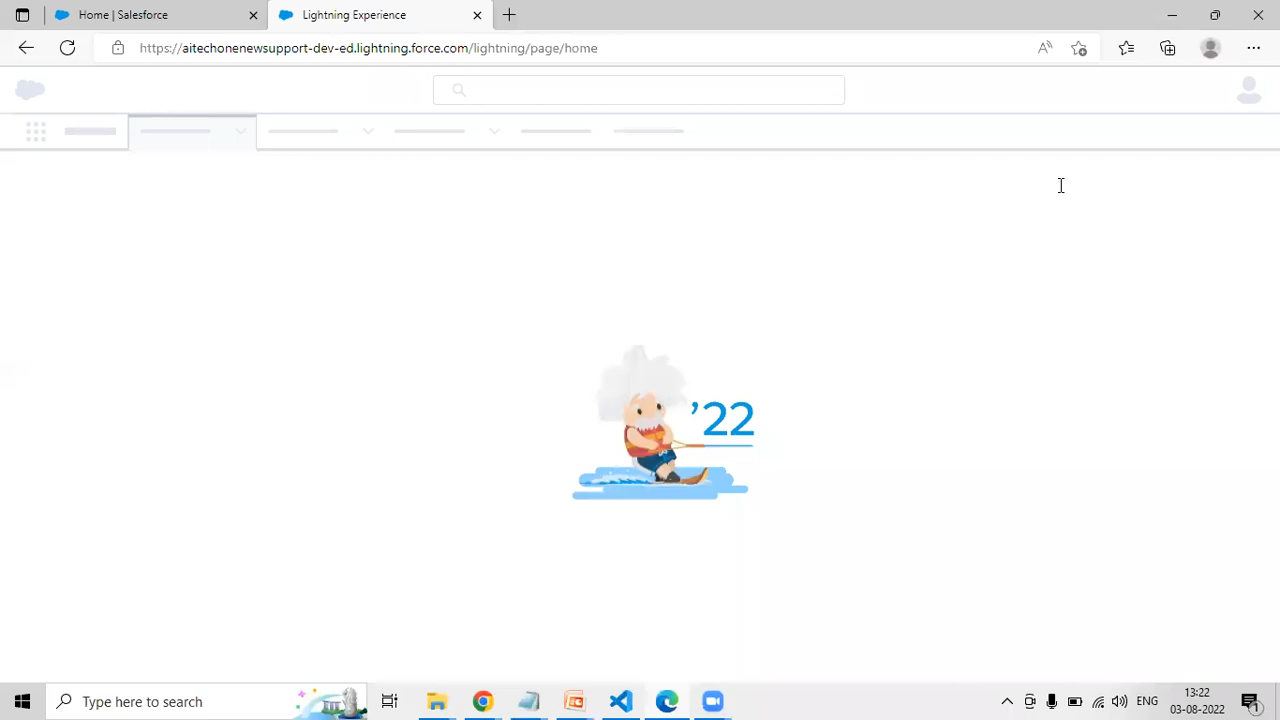 Home | Salesforce
Lightning Experience
https://aitechonenewsupport-dev-ed.lightning.force.com/lightning/page/home
’22
Type here to search
ENG
13:22
03-08-2022
1